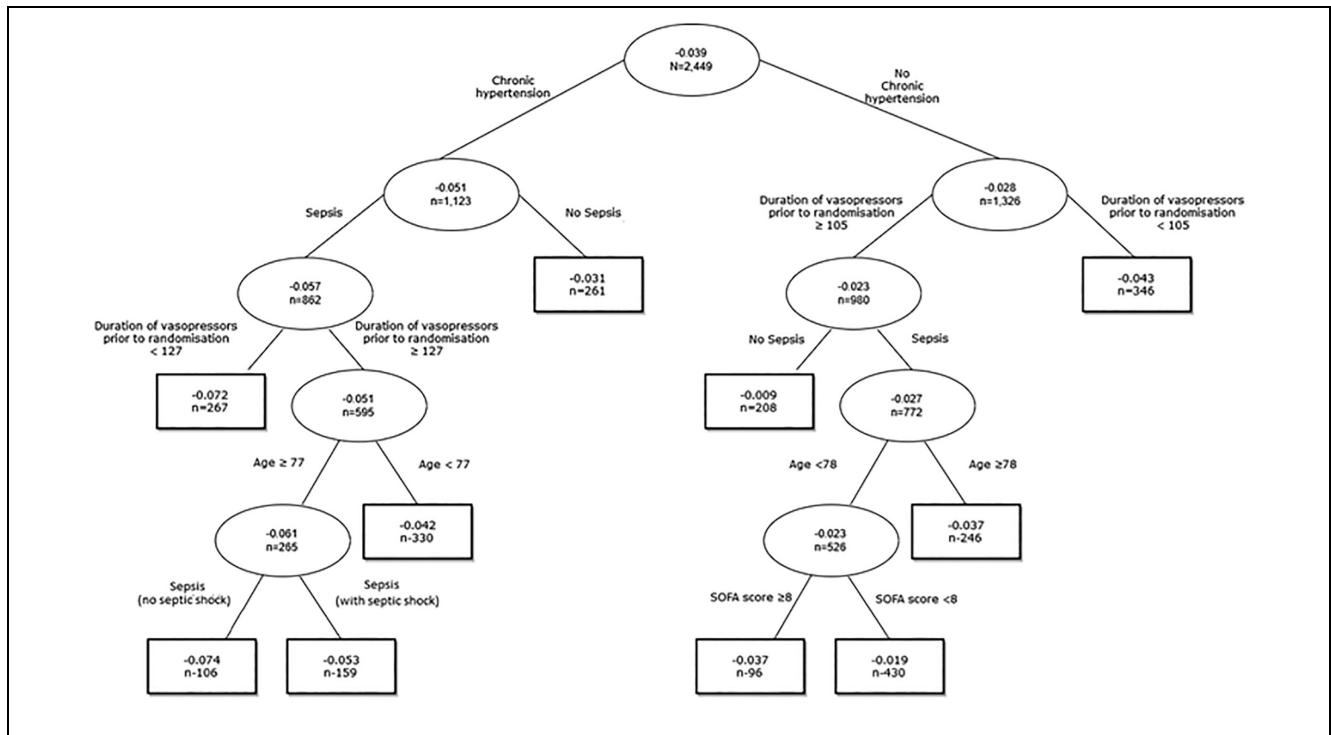 -0.039
N=2,449
Chronic
hypertension
No
Chronic
hypertension
-0.051
n=1,123
-0.028
n=1,326
Sepsis
No Sepsis
Duration of vasopressors
prior to randomisation
≥ 105
Duration of vasopressors
prior to randomisation
< 105
-0.057
n=862
-0.031
n=261
-0.023
n=980
-0.043
n=346
Duration of vasopressors
prior to randomisation
< 127
Duration of vasopressors
prior to randomisation
≥ 127
No Sepsis
Sepsis
-0.072
n=267
-0.051
n=595
-0.009
n=208
-0.027
n=772
Age ≥ 77
Age < 77
Age <78
Age ≥78
-0.061
n=265
-0.042
n-330
-0.023
n=526
-0.037
n-246
Sepsis
(no septic shock)
Sepsis
(with septic shock)
SOFA score ≥8
SOFA score <8
-0.074
n-106
-0.053
n-159
-0.037
n-96
-0.019
n-430